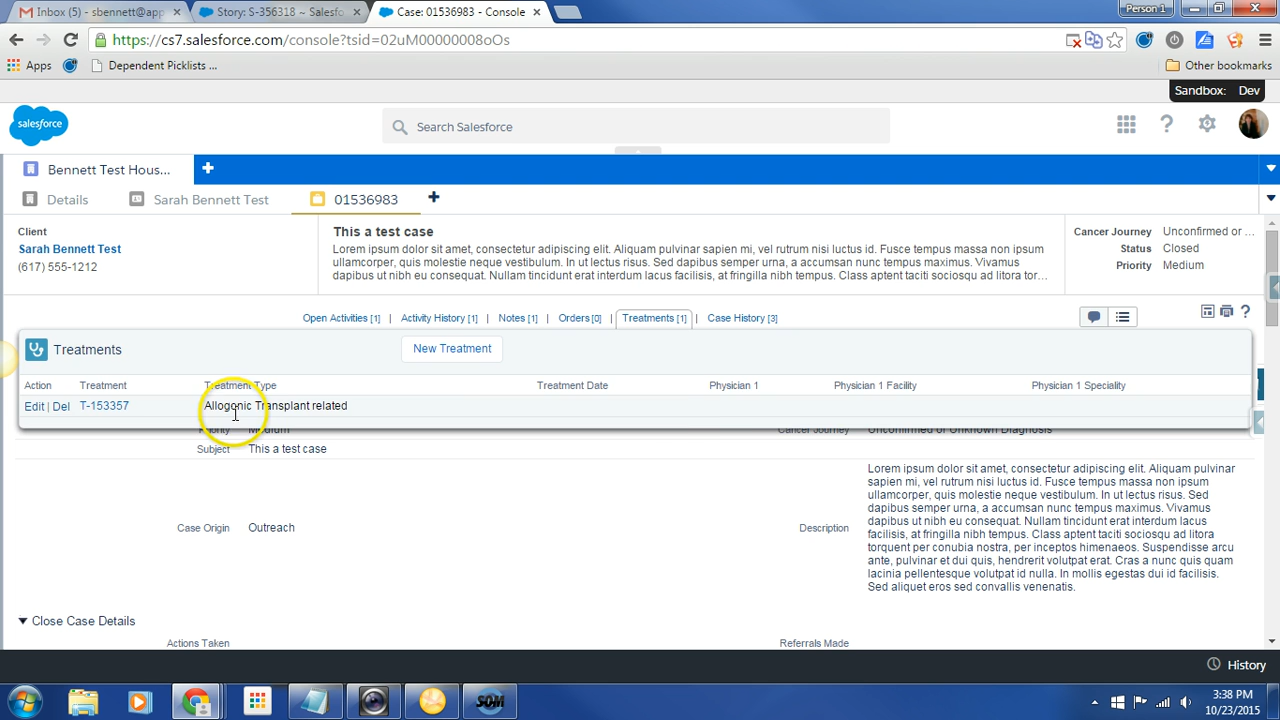 Inbox (5) - sbennett@app
Story: S-356318 ~ Salesfo
Case: 01536983 - Console
Person 1
https://cs7.salesforce.com/console?tsid=02uM00000008oOs
Apps
Dependent Picklists ...
Other bookmarks
Sandbox: Dev
salesforce
Search Salesforce
Bennett Test Hous...
Details
Sarah Bennett Test
01536983
Client
Sarah Bennett Test
(617) 555-1212
This a test case
Lorem ipsum dolor sit amet, consectetur adipiscing elit. Aliquam pulvinar sapien mi, vel rutrum nisi luctus id. Fusce tempus massa non ipsum
ullamcorper, quis molestie neque vestibulum. In ut lectus risus. Sed dapibus semper urna, a accumsan nunc tempus maximus. Vivamus
dapibus ut nibh eu consequat. Nullam tincidunt erat interdum lacus facilisis, at fringilla nibh tempus. Class aptent taciti sociosqu ad litora tor...
Cancer Journey Unconfirmed or ...
Status Closed
Priority Medium
Open Activities [1] | Activity History [1] | Notes [1] | Orders[0] | Treatments [1] | Case History [3]
Treatments
New Treatment
Action Treatment Treatment Type Treatment Date Physician 1 Physician 1 Facility Physician 1 Speciality
Edit | Del T-153357 Allogonic Transplant related
Priority Medium Cancer Journey Unconfirmed or Unknown Diagnosis
Subject This a test case
Case Origin Outreach
Description
Lorem ipsum dolor sit amet, consectetur adipiscing elit. Aliquam pulvinar
sapien mi, vel rutrum nisi luctus id. Fusce tempus massa non ipsum
ullamcorper, quis molestie neque vestibulum. In ut lectus risus. Sed
dapibus semper urna, a accumsan nunc tempus maximus. Vivamus
dapibus ut nibh eu consequat. Nullam tincidunt erat interdum lacus
facilisis, at fringilla nibh tempus. Class aptent taciti sociosqu ad litora
torquent per conubia nostra, per inceptos himenaeos. Suspendisse arcu
ante, pulvinar et dui quis, hendrerit volutpat erat. Cras a nunc quis quam
lacinia pellentesque volutpat id nulla. In mollis egestas dui id facilisis.
Sed aliquet eros sed convallis venenatis.
Close Case Details
Actions Taken
Referrals Made
History
SOM
3:38 PM
10/23/2015